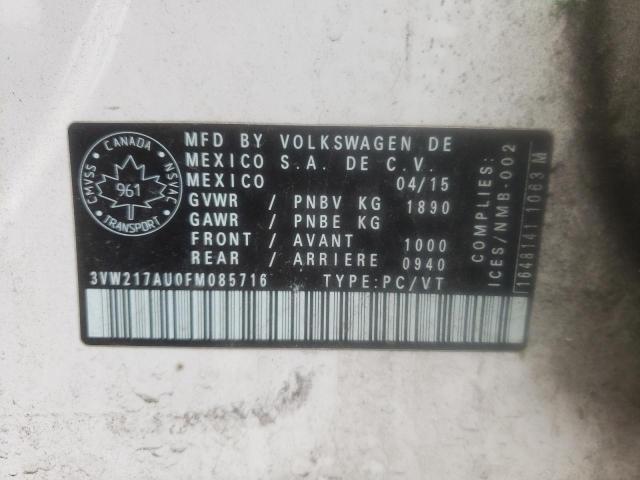 CANADA
CMVSS
NSVAC
961
TRANSPORT
MFD BY VOLKSWAGEN DE
MEXICO S.A. DE C.V.
MEXICO 04/15
GVWR / PNBV KG 1890
GAWR / PNBE KG
FRONT / AVANT 1000
REAR / ARRIERE 0940
3VW217AU0FM085716 TYPE:PC/VT
COMPLIES:
ICES/NMB-002
1648141 1063 M